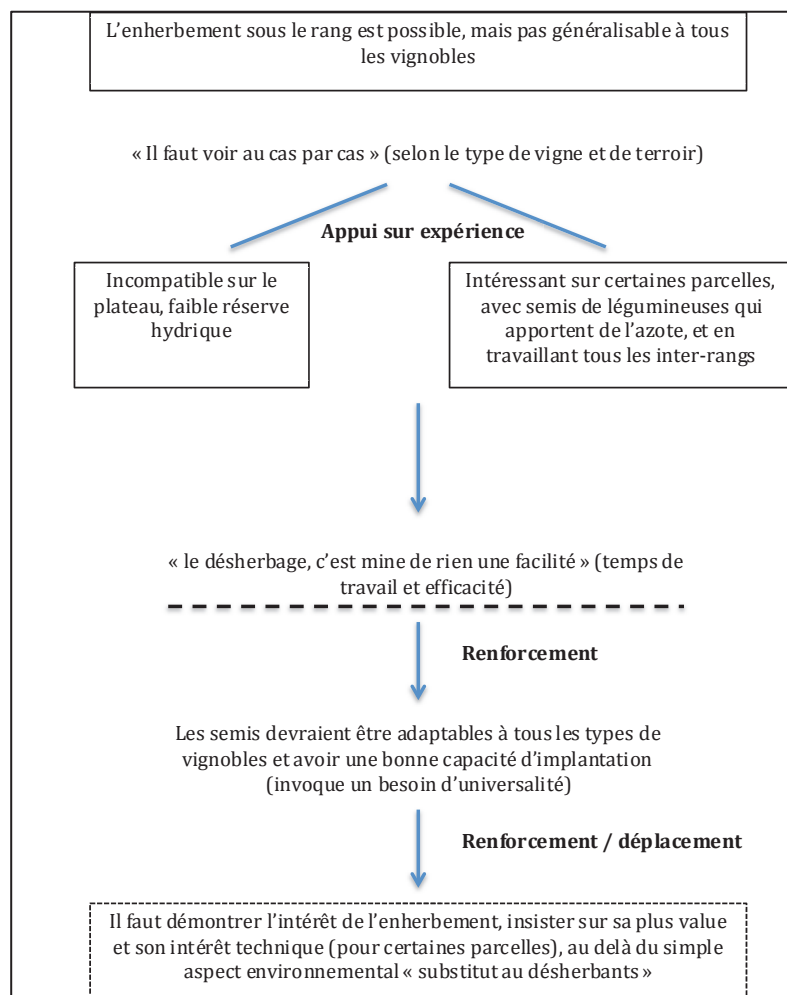 L’enherbement sous le rang est possible, mais pas généralisable à tous
les vignobles
« Il faut voir au cas par cas » (selon le type de vigne et de terroir)
Appui sur expérience
Incompatible sur le
plateau, faible réserve
hydrique
Intéressant sur certaines parcelles,
avec semis de légumineuses qui
apportent de l’azote, et en
travaillant tous les inter-rangs
« le désherbage, c’est mine de rien une facilité » (temps de
travail et efficacité)
Renforcement
Les semis devraient être adaptables à tous les types de
vignobles et avoir une bonne capacité d’implantation
(invoque un besoin d’universalité)
Renforcement / déplacement
Il faut démontrer l’intérêt de l’enherbement, insister sur sa plus value
et son intérêt technique (pour certaines parcelles), au delà du simple
aspect environnemental « substitut au désherbants »